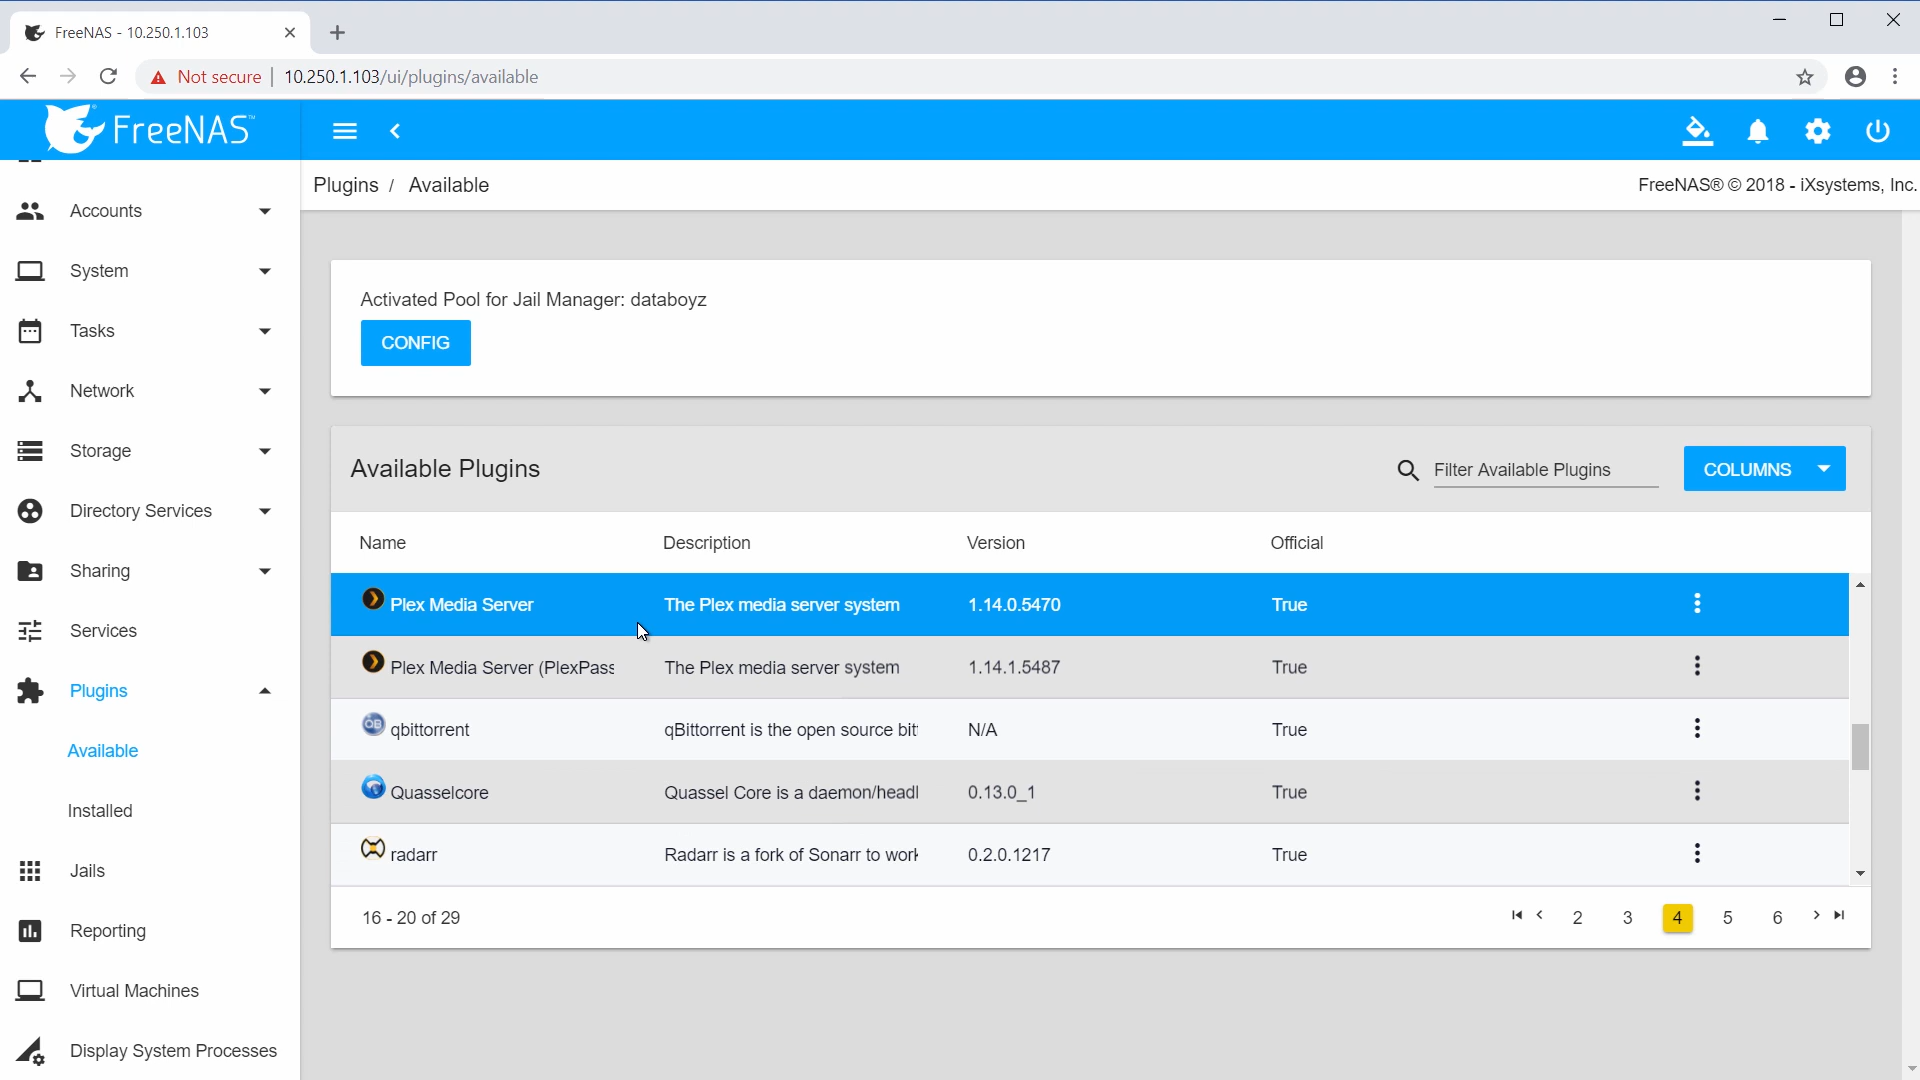 FreeNAS - 10.250.1.103
Not secure | 10.250.1.103/ui/plugins/available
FreeNAS™
Plugins / Available
FreeNAS® © 2018 - iXsystems, Inc.
Accounts
System
Tasks
Network
Storage
Directory Services
Sharing
Services
Plugins
Available
Installed
Jails
Reporting
Virtual Machines
Display System Processes
Activated Pool for Jail Manager: databoyz
CONFIG
Available Plugins
Filter Available Plugins
COLUMNS
Name Description Version Official
Plex Media Server The Plex media server system 1.14.0.5470 True
Plex Media Server (PlexPass The Plex media server system 1.14.1.5487 True
QB qbittorrent qBittorrent is the open source bit N/A True
Quasselcore Quassel Core is a daemon/headl 0.13.0_1 True
radarr Radarr is a fork of Sonarr to work 0.2.0.1217 True
16 - 20 of 29
2 3 4 5 6